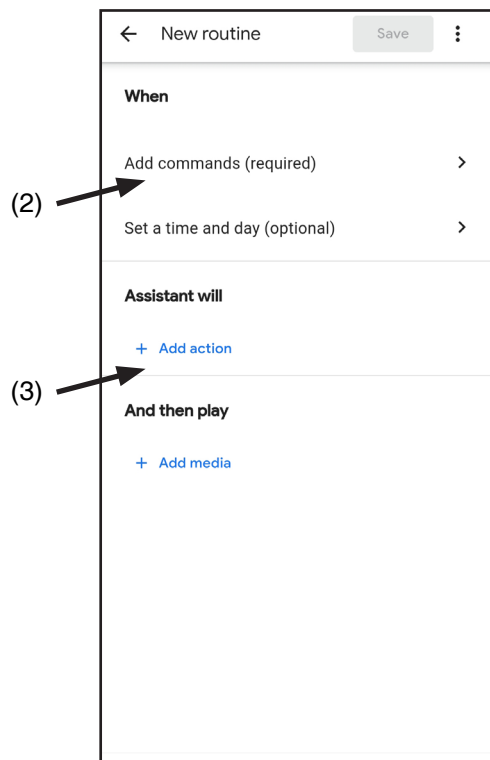 New routine Save
When
Add commands (required)
(2)
Set a time and day (optional)
Assistant will
+ Add action
(3)
And then play
+ Add media